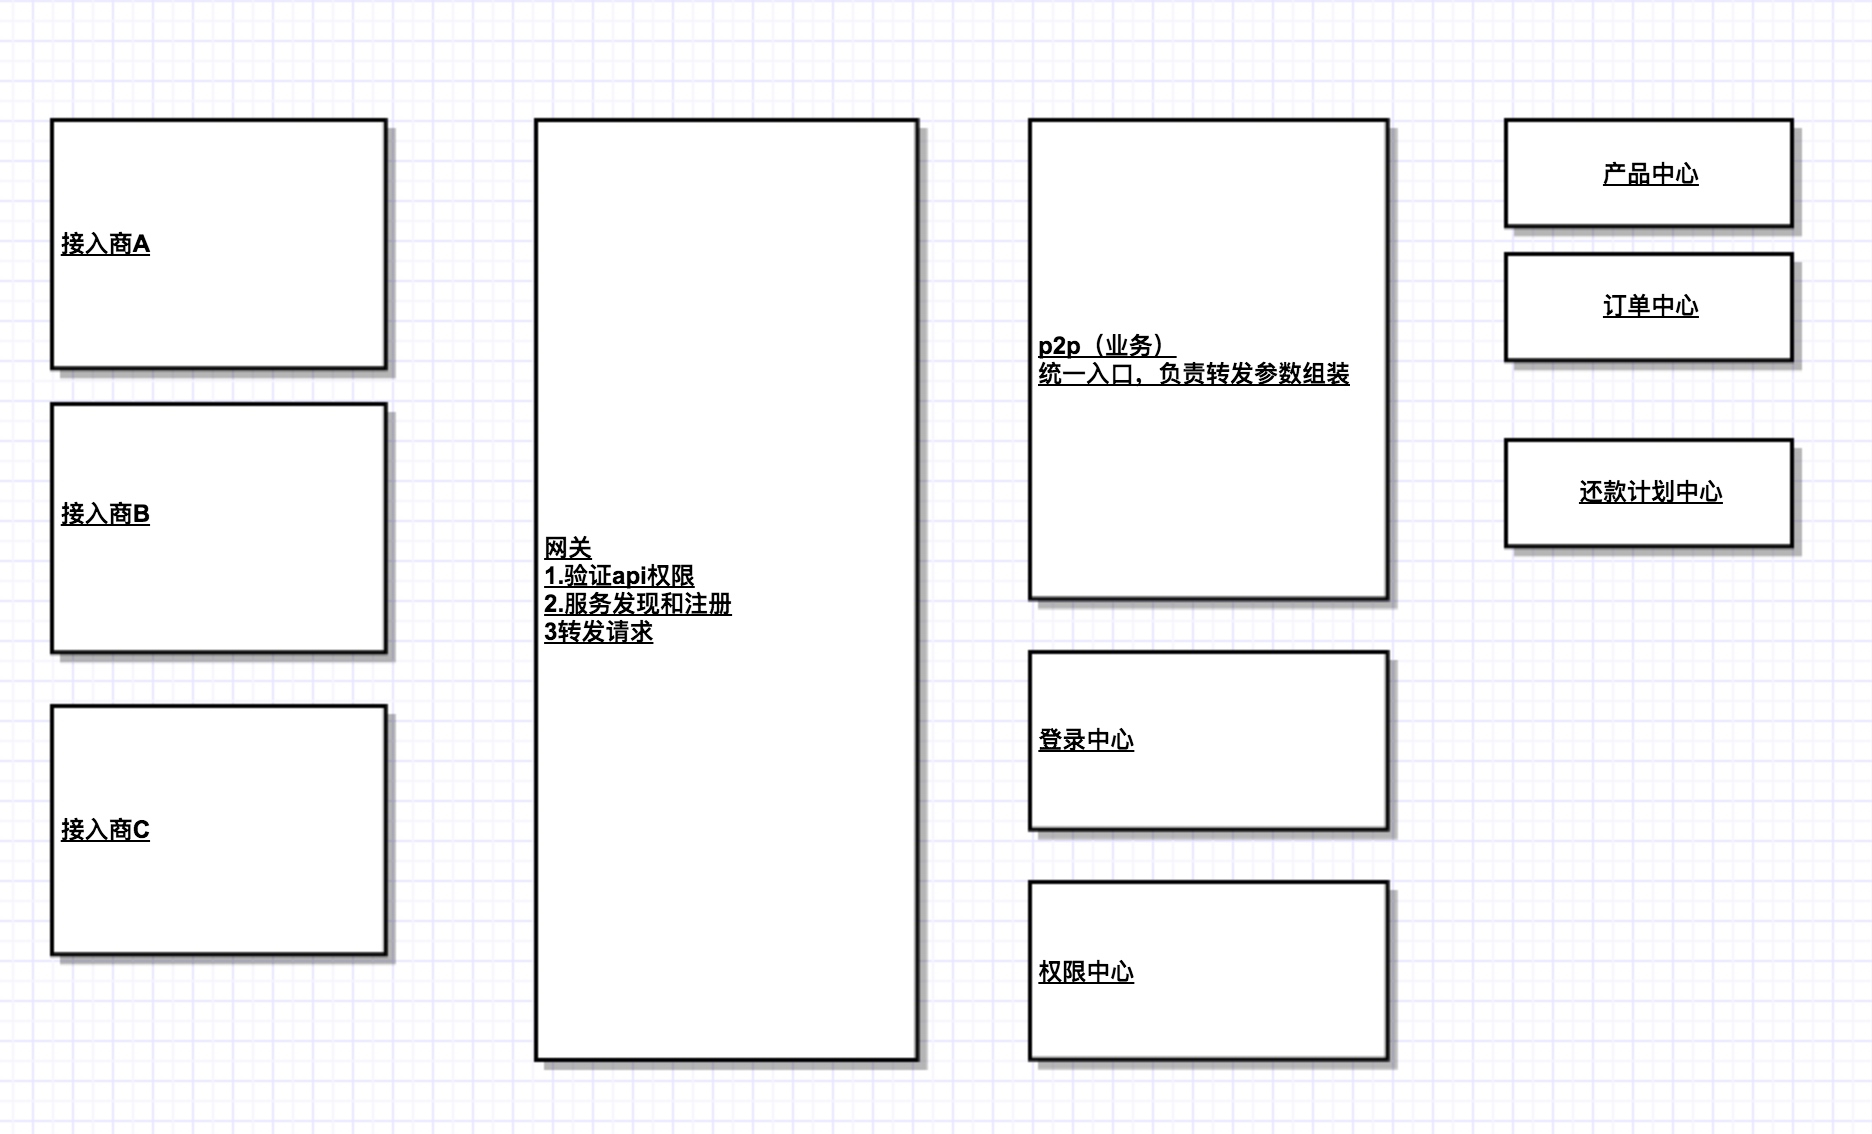 接入商A
接入商B
接入商C
网关
1.验证api权限
2.服务发现和注册
3转发请求
p2p（业务）
统一入口，负责转发参数组装
登录中心
权限中心
产品中心
订单中心
还款计划中心